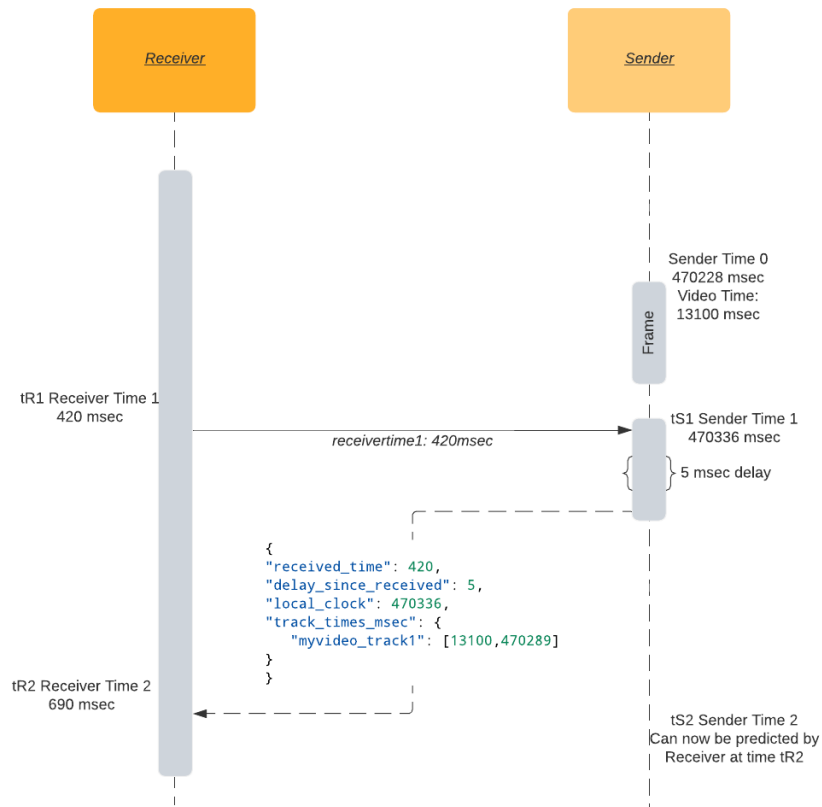 Receiver
Sender
Sender Time 0
470228 msec
Video Time:
13100 msec
Frame
tR1 Receiver Time 1
420 msec
receivertime1: 420msec
tS1 Sender Time 1
470336 msec
5 msec delay
{
"received_time": 420,
"delay_since_received": 5,
"local_clock": 470336,
"track_times_msec": {
"myvideo_track1": [13100,470289]
}
}
tR2 Receiver Time 2
690 msec
tS2 Sender Time 2
Can now be predicted by
Receiver at time tR2